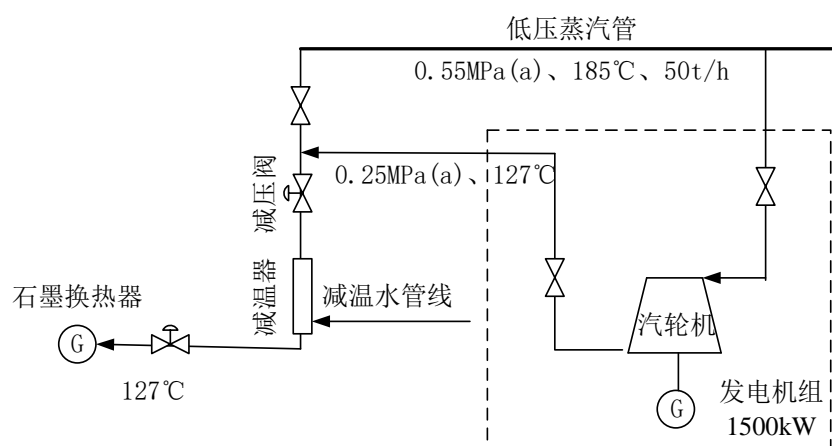 低压蒸汽管
0.55MPa(a)、185℃、50t/h
减压阀
0.25MPa(a)、127℃
减温器
石墨换热器
减温水管线
G
127℃
汽轮机
G
发电机组
1500kW